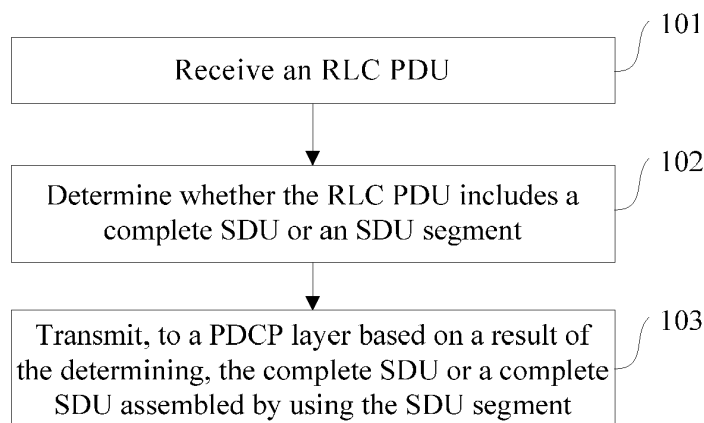 101
Receive an RLC PDU
102
Determine whether the RLC PDU includes a
complete SDU or an SDU segment
103
Transmit, to a PDCP layer based on a result of
the determining, the complete SDU or a complete
SDU assembled by using the SDU segment